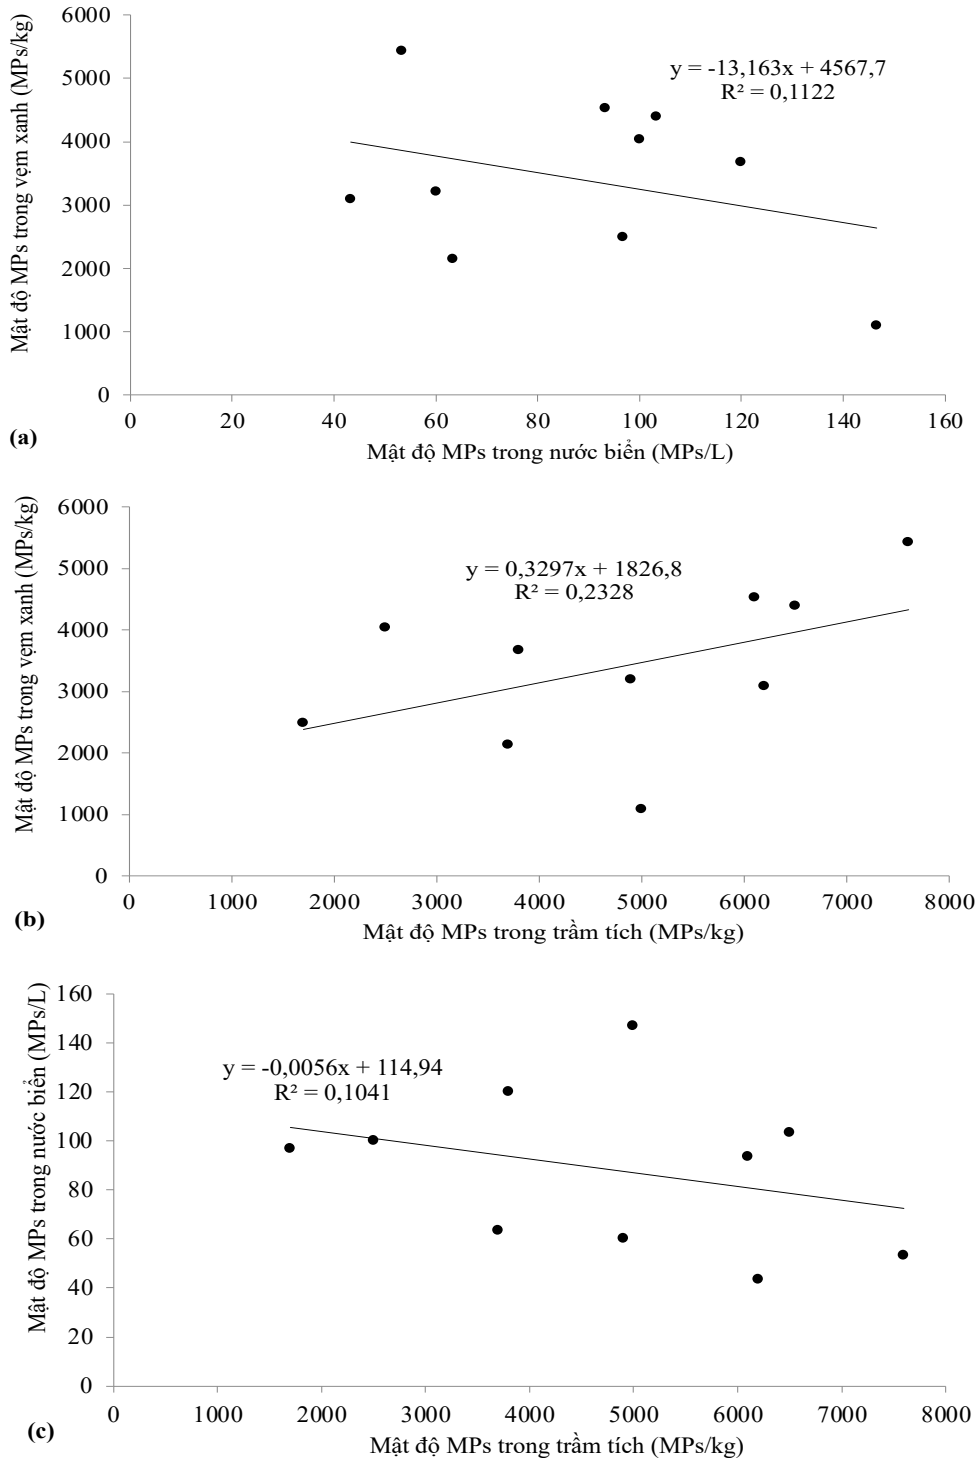 Mật độ MPs trong vẹm xanh (MPs/kg)
6000
5000
4000
3000
2000
1000
0
y = -13,163x + 4567,7
R² = 0,1122
0 20 40 60 80 100 120 140 160
(a)
Mật độ MPs trong nước biển (MPs/L)
Mật độ MPs trong vẹm xanh (MPs/kg)
6000
5000
4000
3000
2000
1000
0
y = 0,3297x + 1826,8
R² = 0,2328
0 1000 2000 3000 4000 5000 6000 7000 8000
(b)
Mật độ MPs trong trầm tích (MPs/kg)
Mật độ MPs trong nước biển (MPs/L)
160
140
120
100
80
60
40
20
0
y = -0,0056x + 114,94
R² = 0,1041
0 1000 2000 3000 4000 5000 6000 7000 8000
(c)
Mật độ MPs trong trầm tích (MPs/kg)